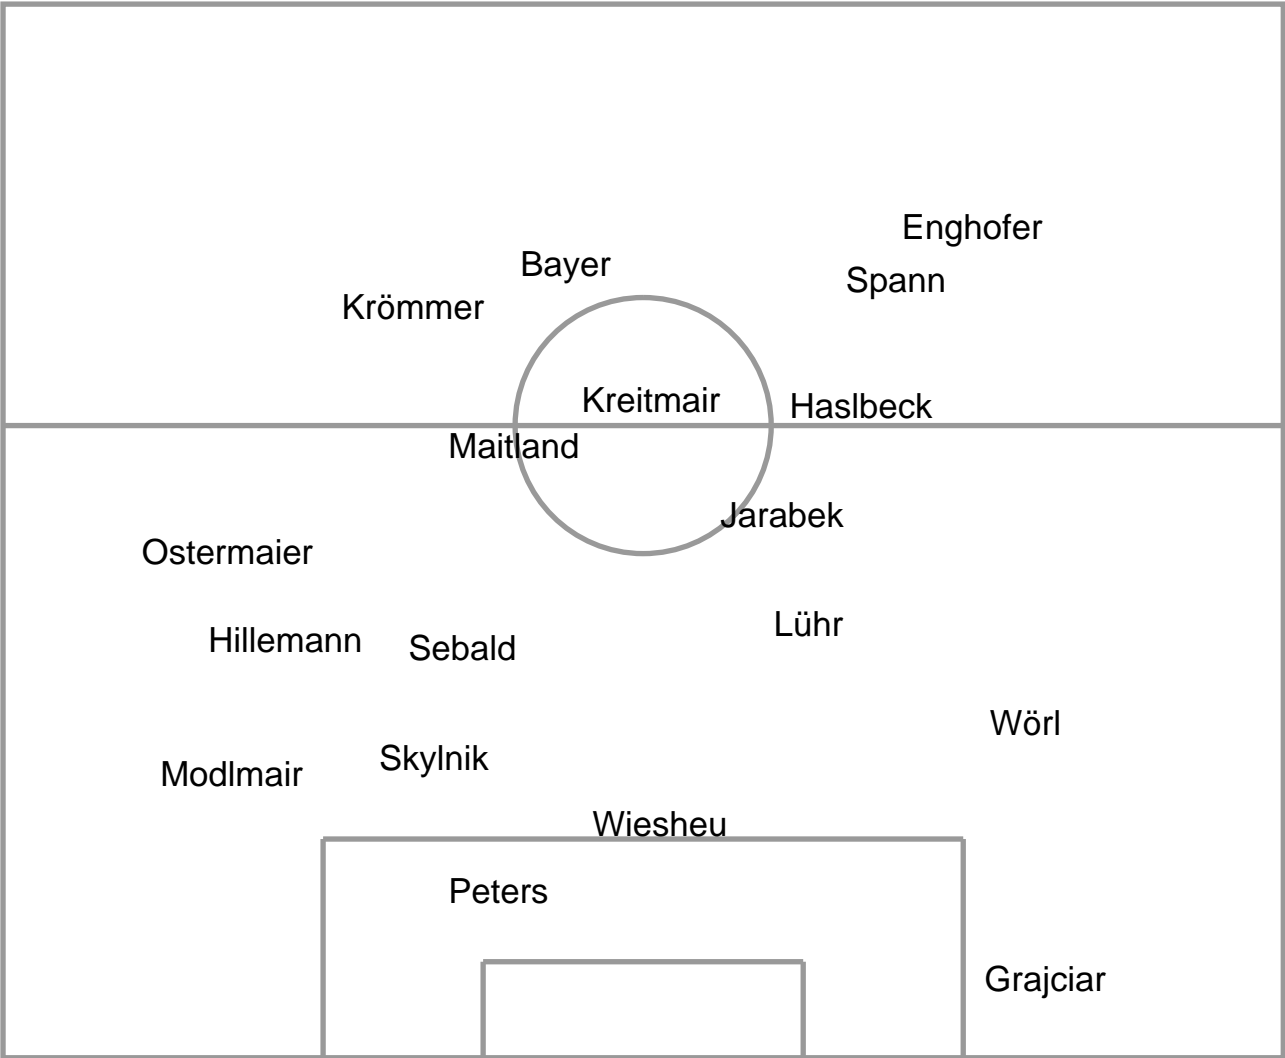 Enghofer
Bayer
Spann
Krömmer
Kreitmair
Haslbeck
Maitland
Jarabek
Ostermaier
Lühr
Hillemann
Sebald
Wörl
Skylnik
Modlmair
Wiesheu
Peters
Grajciar